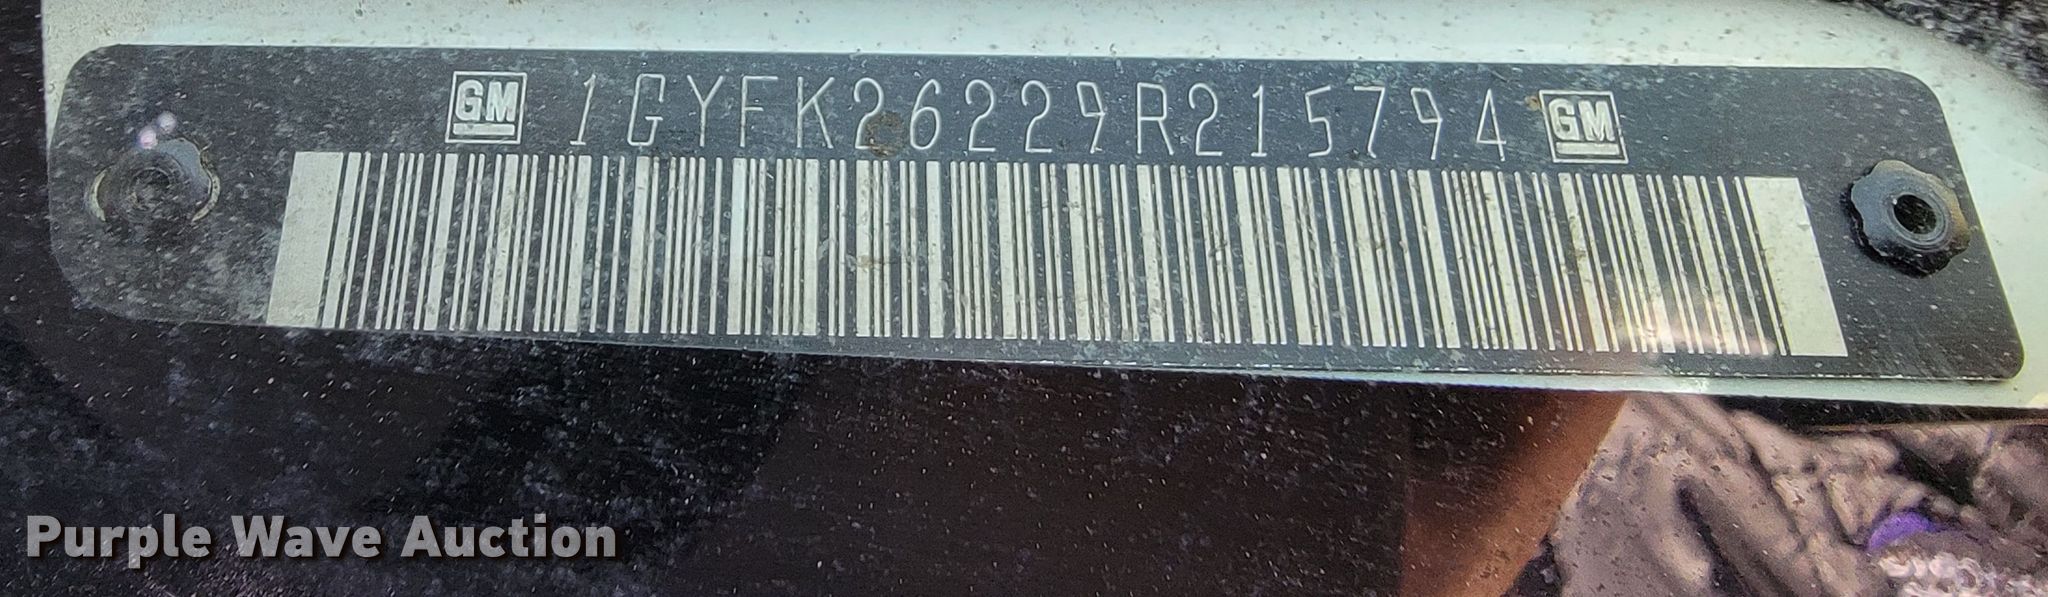 GM 1GYFK26229R215794 GM
Purple Wave Auction